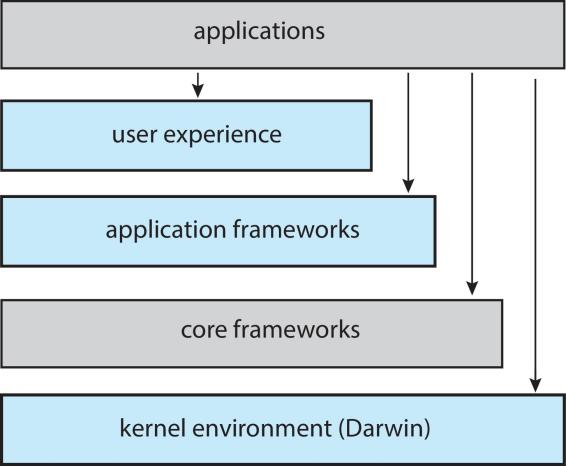 applications
user experience
application frameworks
core frameworks
kernel environment (Darwin)